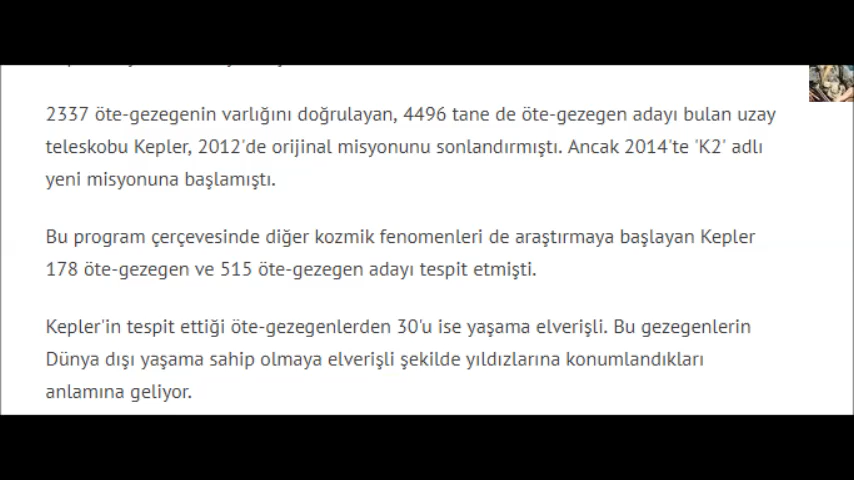 2337 öte-gezegenin varlığını doğrulayan, 4496 tane de öte-gezegen adayı bulan uzay
teleskobu Kepler, 2012'de orijinal misyonunu sonlandırmıştı. Ancak 2014'te 'K2' adlı
yeni misyonuna başlamıştı.
Bu program çerçevesinde diğer kozmik fenomenleri de araştırmaya başlayan Kepler
178 öte-gezegen ve 515 öte-gezegen adayı tespit etmişti.
Kepler'in tespit ettiği öte-gezegenlerden 30'u ise yaşama elverişli. Bu gezegenlerin
Dünya dışı yaşama sahip olmaya elverişli şekilde yıldızlarına konumlandıkları
anlamına geliyor.